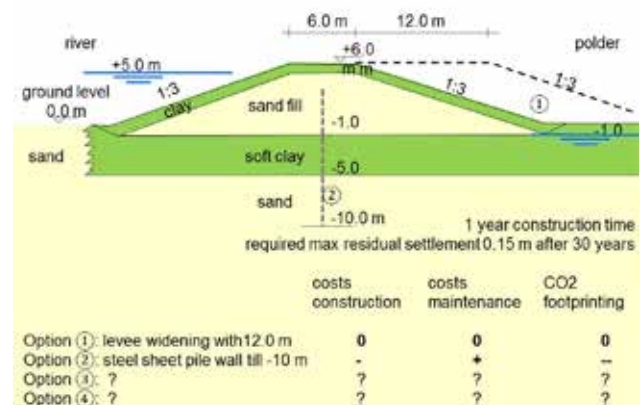 6.0 m 12.0 m
river +6.0 polder
+5.0 m
ground level 1:3 1:3 1:3
0.0 m clay sand fill ①
-1.0 -1.0
sand soft clay
-5.0
sand ②
-10.0 m
1 year construction time
required max residual settlement 0.15 m after 30 years
costs costs CO2
construction maintenance footprinting
Option ①: levee widening with 12.0 m 0 0 0
Option ②: steel sheet pile wall till -10 m - + --
Option ③: ? ? ? ?
Option ④: ? ? ? ?